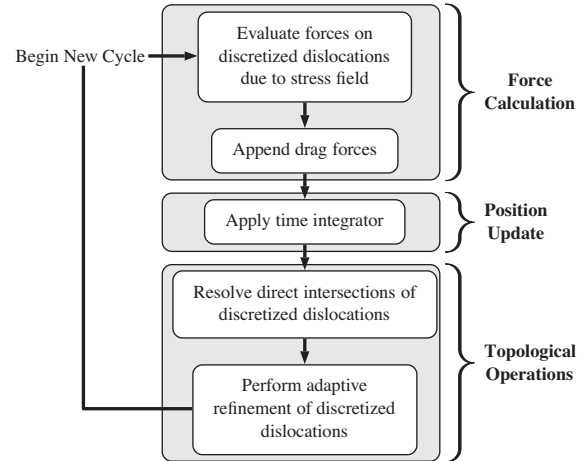 Begin New Cycle
Evaluate forces on
discretized dislocations
due to stress field
Append drag forces
Force
Calculation
Apply time integrator
Position
Update
Resolve direct intersections of
discretized dislocations
Perform adaptive
refinement of discretized
dislocations
Topological
Operations